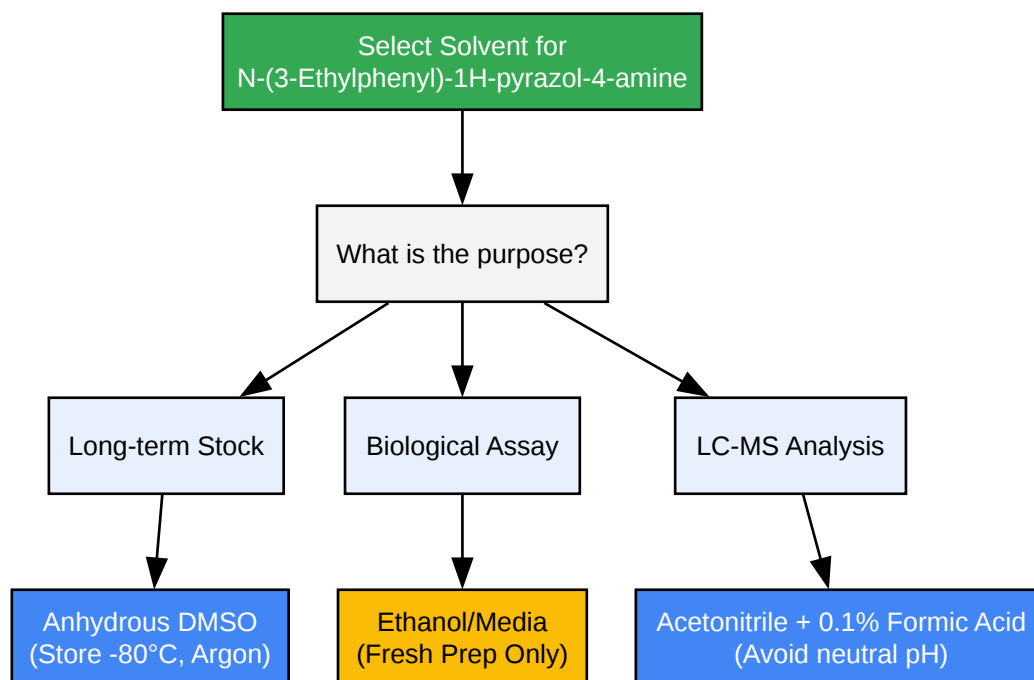 Select Solvent for
N-(3-Ethylphenyl)-1H-pyrazol-4-amine
What is the purpose?
Long-term Stock
Biological Assay
LC-MS Analysis
Anhydrous DMSO
(Store -80°C, Argon)
Ethanol/Media
(Fresh Prep Only)
Acetonitrile + 0.1% Formic Acid
(Avoid neutral pH)